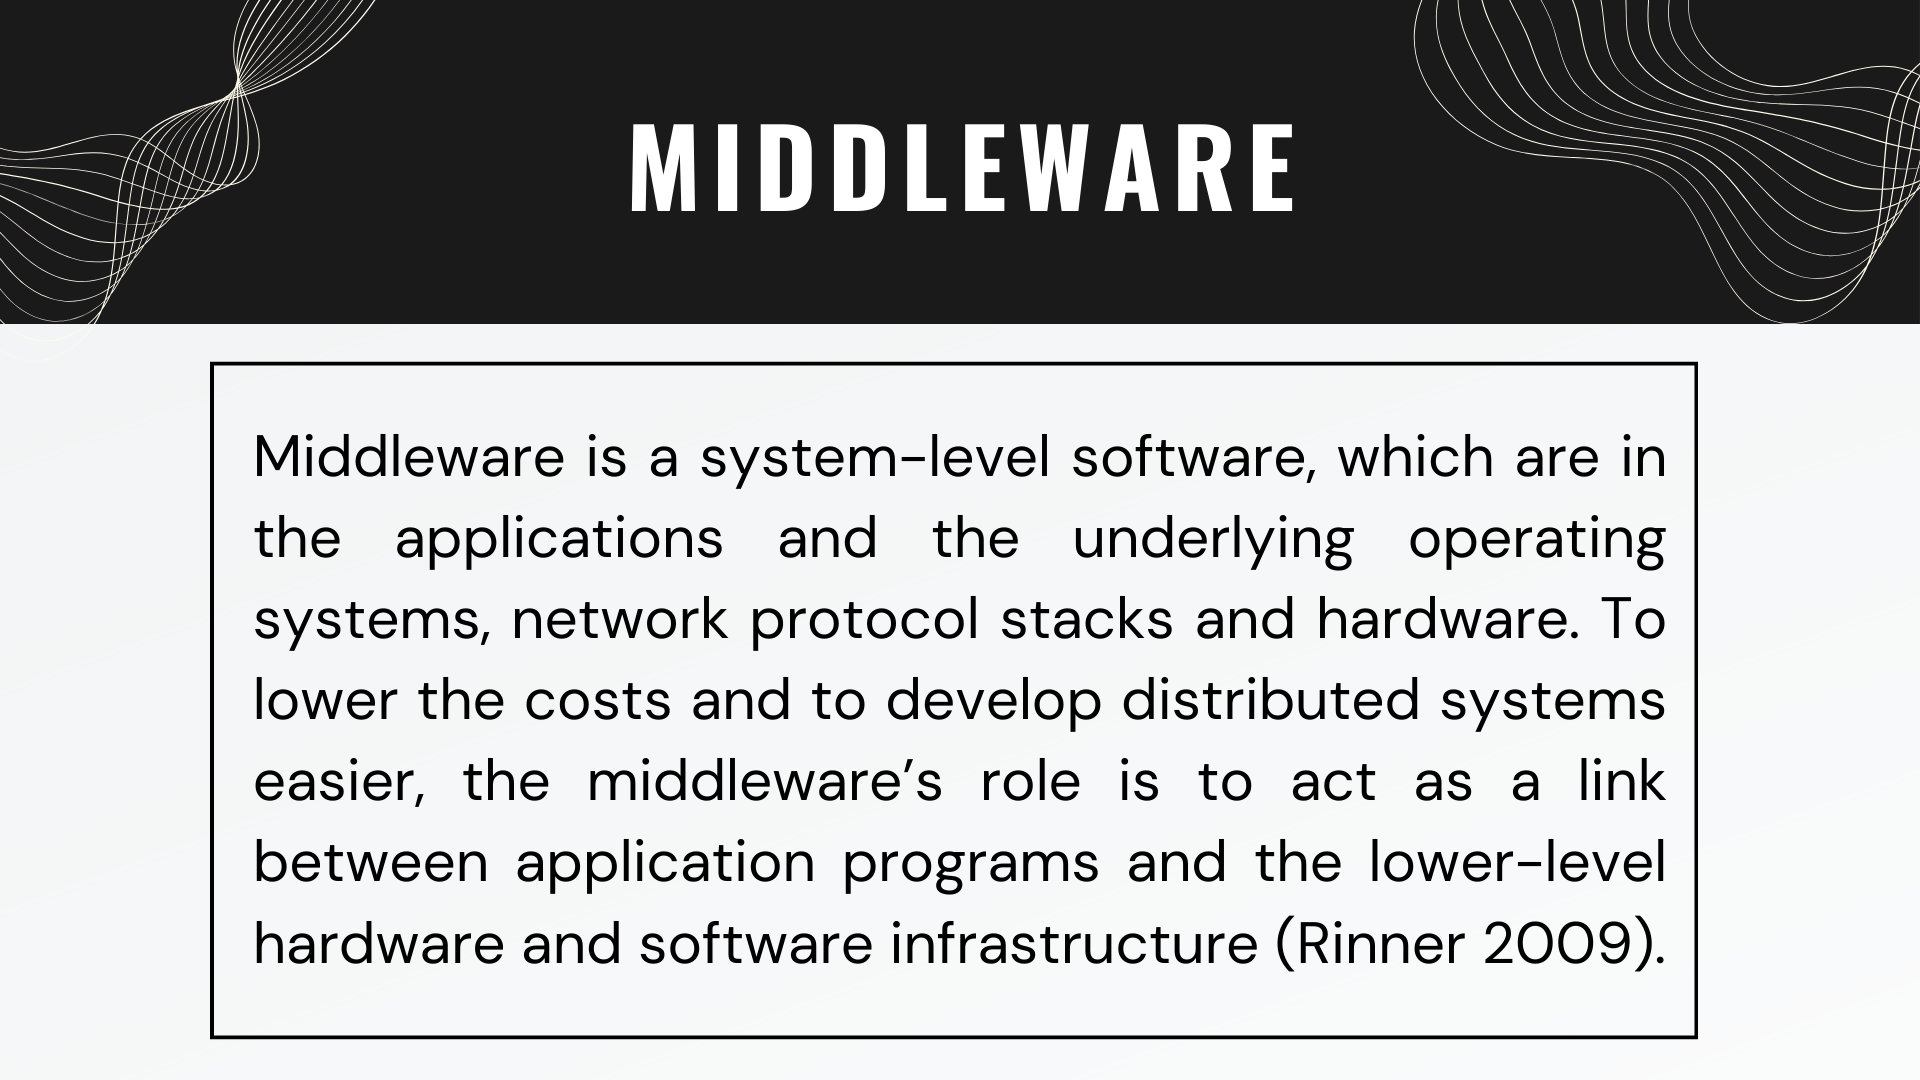 MIDDLEWARE
Middleware is a system-level software, which are in
the applications and the underlying operating
systems, network protocol stacks and hardware. To
lower the costs and to develop distributed systems
easier, the middleware’s role is to act as a link
between application programs and the lower-level
hardware and software infrastructure (Rinner 2009).